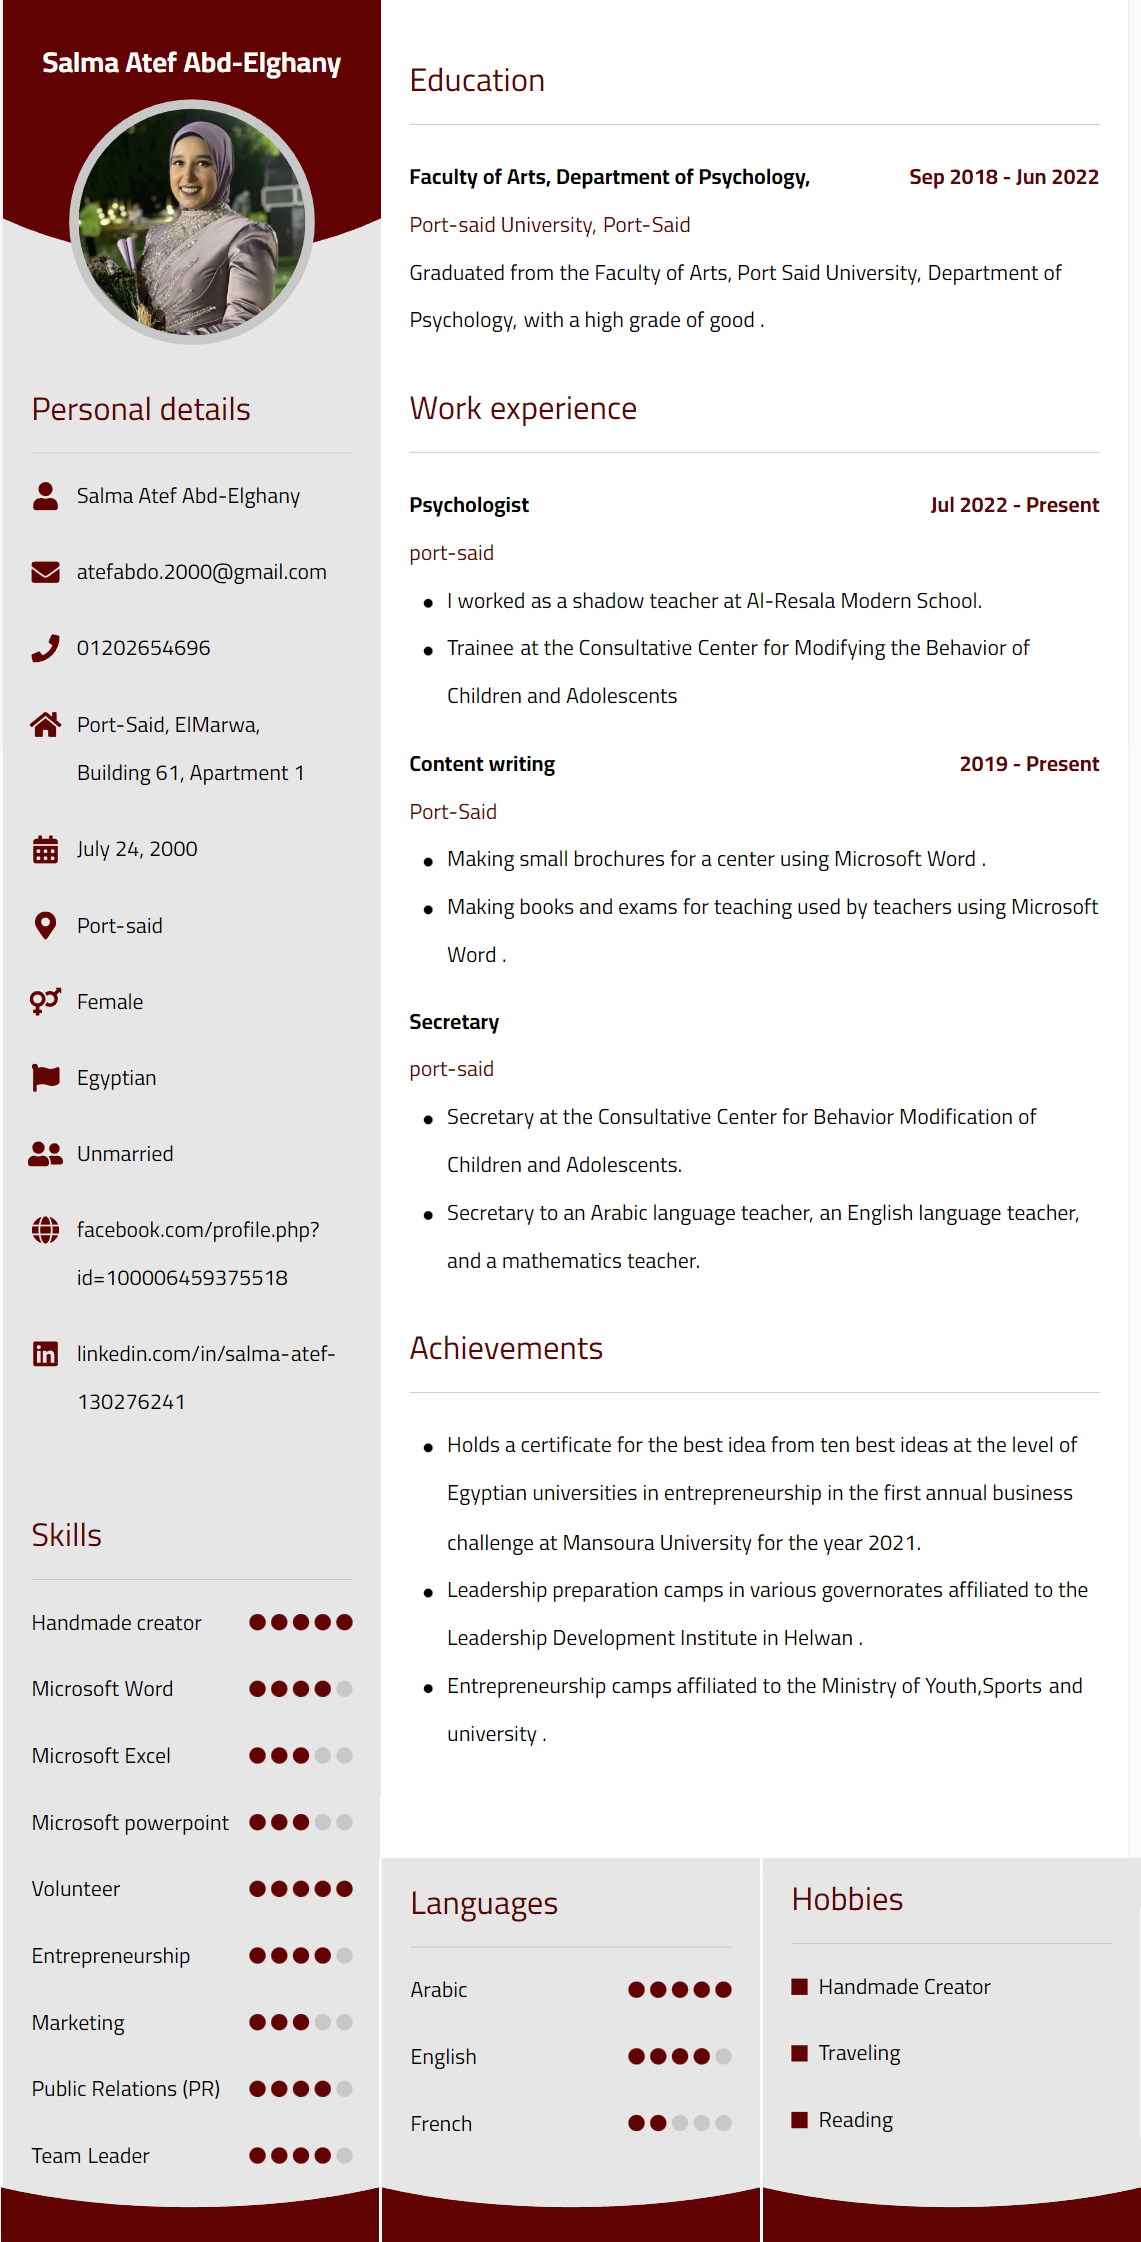 Salma Atef Abd-Elghany
Personal details
Salma Atef Abd-Elghany
atefabdo.2000@gmail.com
01202654696
Port-Said, ElMarwa,
Building 61, Apartment 1
July 24, 2000
Port-said
Female
Egyptian
Unmarried
facebook.com/profile.php?
id=100006459375518
linkedin.com/in/salma-atef-
130276241
Skills
Handmade creator
Microsoft Word
Microsoft Excel
Microsoft powerpoint
Volunteer
Entrepreneurship
Marketing
Public Relations (PR)
Team Leader
Education
Faculty of Arts, Department of Psychology, Sep 2018 - Jun 2022
Port-said University, Port-Said
Graduated from the Faculty of Arts, Port Said University, Department of
Psychology, with a high grade of good .
Work experience
Psychologist Jul 2022 - Present
port-said
● I worked as a shadow teacher at Al-Resala Modern School.
● Trainee at the Consultative Center for Modifying the Behavior of
Children and Adolescents
Content writing 2019 - Present
Port-Said
● Making small brochures for a center using Microsoft Word .
● Making books and exams for teaching used by teachers using Microsoft
Word .
Secretary
port-said
● Secretary at the Consultative Center for Behavior Modification of
Children and Adolescents.
● Secretary to an Arabic language teacher, an English language teacher,
and a mathematics teacher.
Achievements
● Holds a certificate for the best idea from ten best ideas at the level of
Egyptian universities in entrepreneurship in the first annual business
challenge at Mansoura University for the year 2021.
● Leadership preparation camps in various governorates affiliated to the
Leadership Development Institute in Helwan .
● Entrepreneurship camps affiliated to the Ministry of Youth,Sports and
university .
Languages
Arabic
English
French
Hobbies
Handmade Creator
Traveling
Reading